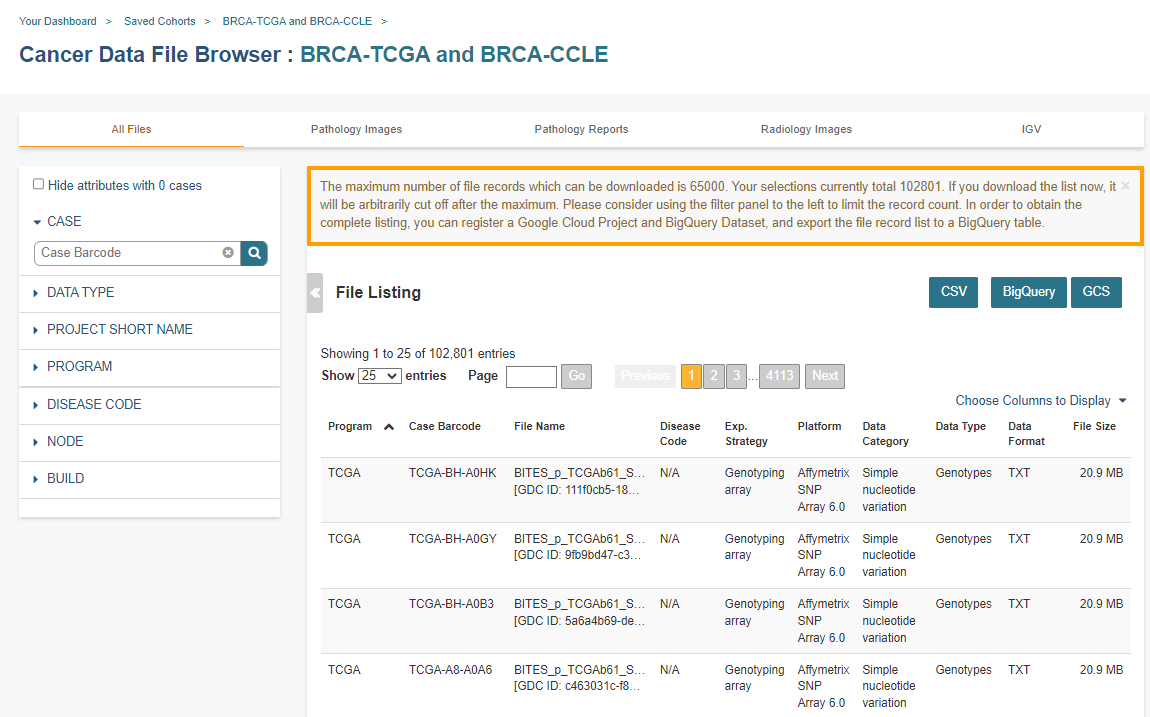 Your Dashboard > Saved Cohorts > BRCA-TCGA and BRCA-CCLE >
Cancer Data File Browser : BRCA-TCGA and BRCA-CCLE
All Files Pathology Images Pathology Reports Radiology Images IGV
Hide attributes with 0 cases
CASE
Case Barcode
DATA TYPE
PROJECT SHORT NAME
PROGRAM
DISEASE CODE
NODE
BUILD
The maximum number of file records which can be downloaded is 65000. Your selections currently total 102801. If you download the list now, it ×
will be arbitrarily cut off after the maximum. Please consider using the filter panel to the left to limit the record count. In order to obtain the
complete listing, you can register a Google Cloud Project and BigQuery Dataset, and export the file record list to a BigQuery table.
« File Listing CSV BigQuery GCS
Showing 1 to 25 of 102,801 entries
Show 25 entries Page Go Previous 1 2 3 ... 4113 Next
Choose Columns to Display
Program Case Barcode File Name Disease Exp. Platform Data Data Type Data File Size
Code Strategy Category Format
TCGA TCGA-BH-A0HK BITES_p_TCGAb61_S... N/A Genotyping Affymetrix Simple Genotypes TXT 20.9 MB
[GDC ID: 111f0cb5-18... array SNP nucleotide
Array 6.0 variation
TCGA TCGA-BH-A0GY BITES_p_TCGAb61_S... N/A Genotyping Affymetrix Simple Genotypes TXT 20.9 MB
[GDC ID: 9fb9bd47-c3... array SNP nucleotide
Array 6.0 variation
TCGA TCGA-BH-A0B3 BITES_p_TCGAb61_S... N/A Genotyping Affymetrix Simple Genotypes TXT 20.9 MB
[GDC ID: 5a6a4b69-de... array SNP nucleotide
Array 6.0 variation
TCGA TCGA-A8-A0A6 BITES_p_TCGAb61_S... N/A Genotyping Affymetrix Simple Genotypes TXT 20.9 MB
[GDC ID: c463031c-f8... array SNP nucleotide
Array 6.0 variation